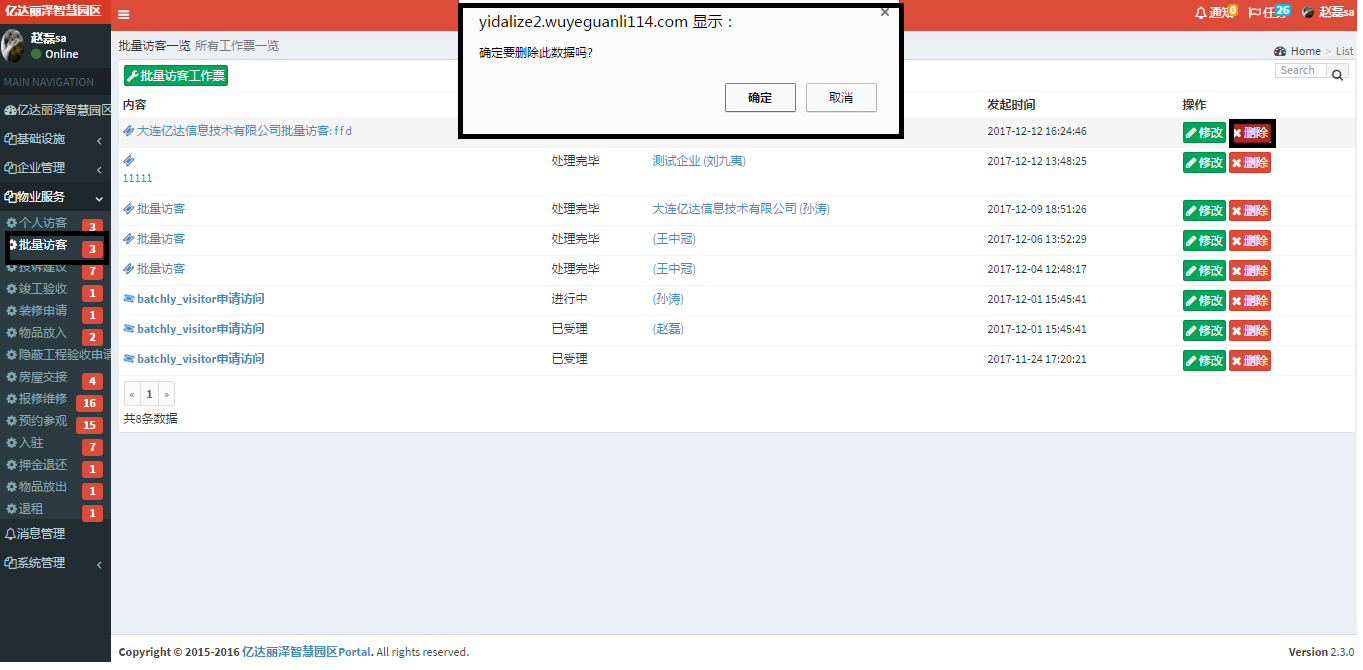 亿达丽泽智慧园区
通知 0
任务 26
赵磊sa
赵磊sa
Online
MAIN NAVIGATION
亿达丽泽智慧园区
基础设施
企业管理
物业服务
个人访客 3
批量访客 3
投诉建议 7
竣工验收 1
装修申请 1
物品放入 2
隐蔽工程验收申请
房屋交接 4
报修维修 16
预约参观 15
入驻 7
押金退还 1
物品放出 1
退租 1
消息管理
系统管理
yidalize2.wuyeguanli114.com 显示：
确定要删除此数据吗?
确定 取消
批量访客一览 所有工作票一览
Home > List
批量访客工作票
Search
内容 发起时间 操作
大连亿达信息技术有限公司批量访客:ffd 2017-12-12 16:24:46 修改 删除
处理完毕 测试企业 (刘九夷) 2017-12-12 13:48:25 修改 删除
11111
批量访客 处理完毕 大连亿达信息技术有限公司 (孙涛) 2017-12-09 18:51:26 修改 删除
批量访客 处理完毕 (王中冠) 2017-12-06 13:52:29 修改 删除
批量访客 处理完毕 (王中冠) 2017-12-04 12:48:17 修改 删除
batchly_visitor申请访问 进行中 (孙涛) 2017-12-01 15:45:41 修改 删除
batchly_visitor申请访问 已受理 (赵磊) 2017-12-01 15:45:41 修改 删除
batchly_visitor申请访问 已受理 2017-11-24 17:20:21 修改 删除
« 1 »
共8条数据
Copyright © 2015-2016 亿达丽泽智慧园区Portal. All rights reserved.
Version 2.3.0